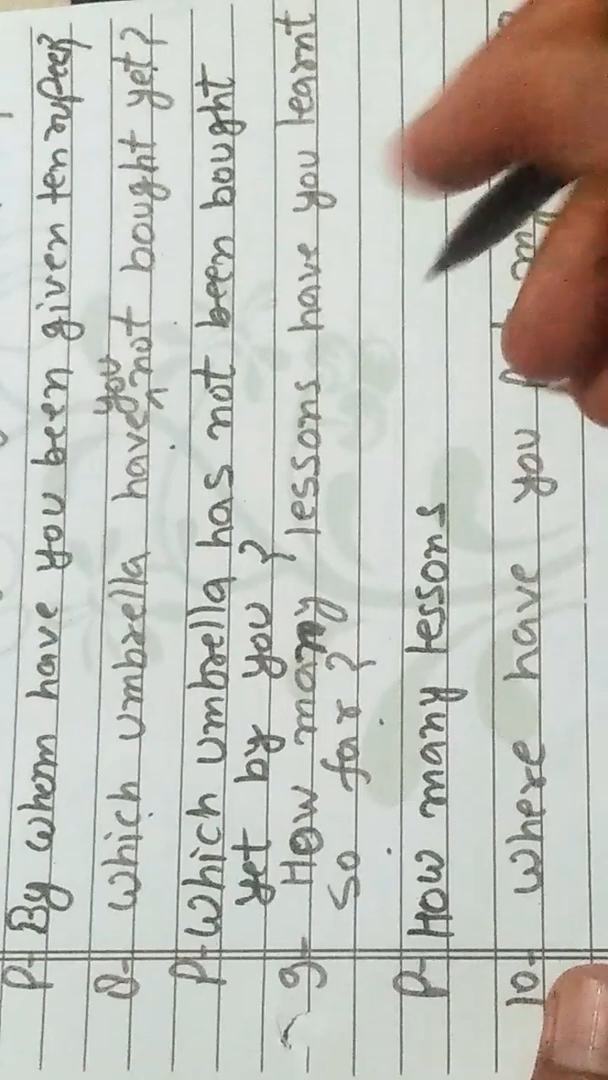 P- By whom have you been given ten rupees
8- Which umbrella have you not bought yet?
P- Which umbrella has not been bought
yet by you?
9- How many lessons have you learnt
so far?
P- How many lessons
10- where have you